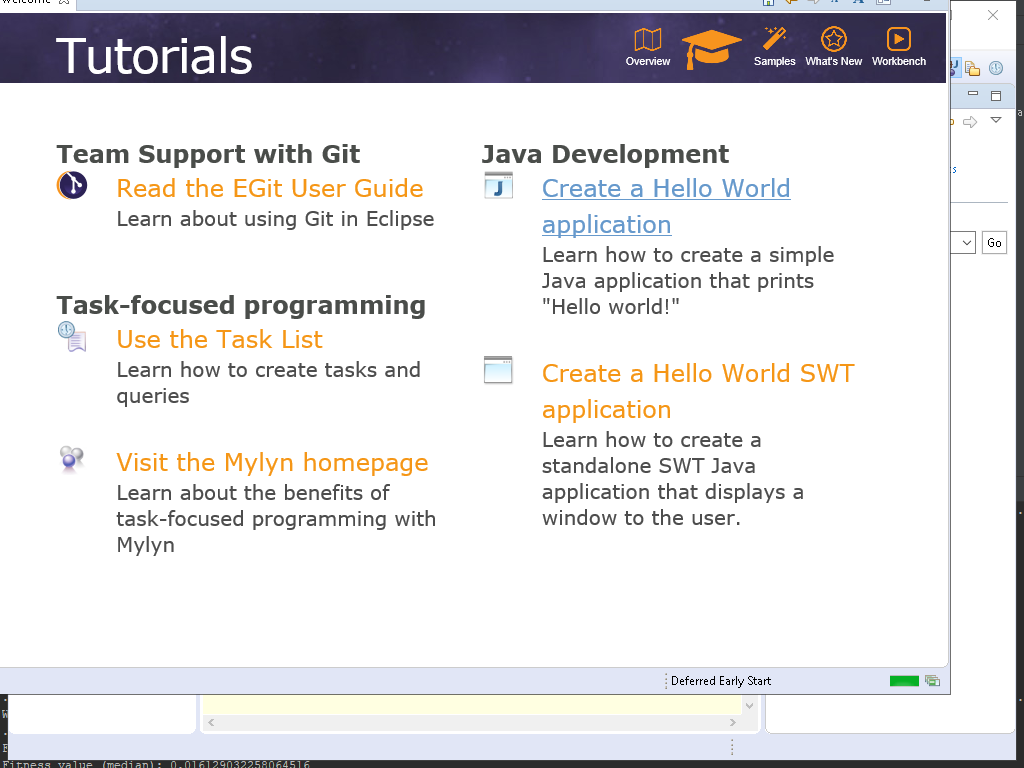 Welcome
Tutorials
Overview
Samples
What's New
Workbench
Team Support with Git
Read the EGit User Guide
Learn about using Git in Eclipse
Task-focused programming
Use the Task List
Learn how to create tasks and
queries
Visit the Mylyn homepage
Learn about the benefits of
task-focused programming with
Mylyn
Java Development
Create a Hello World
application
Learn how to create a simple
Java application that prints
"Hello world!"
Create a Hello World SWT
application
Learn how to create a
standalone SWT Java
application that displays a
window to the user.
Go
Deferred Early Start
Fitness value (median): 0.016129032258064516